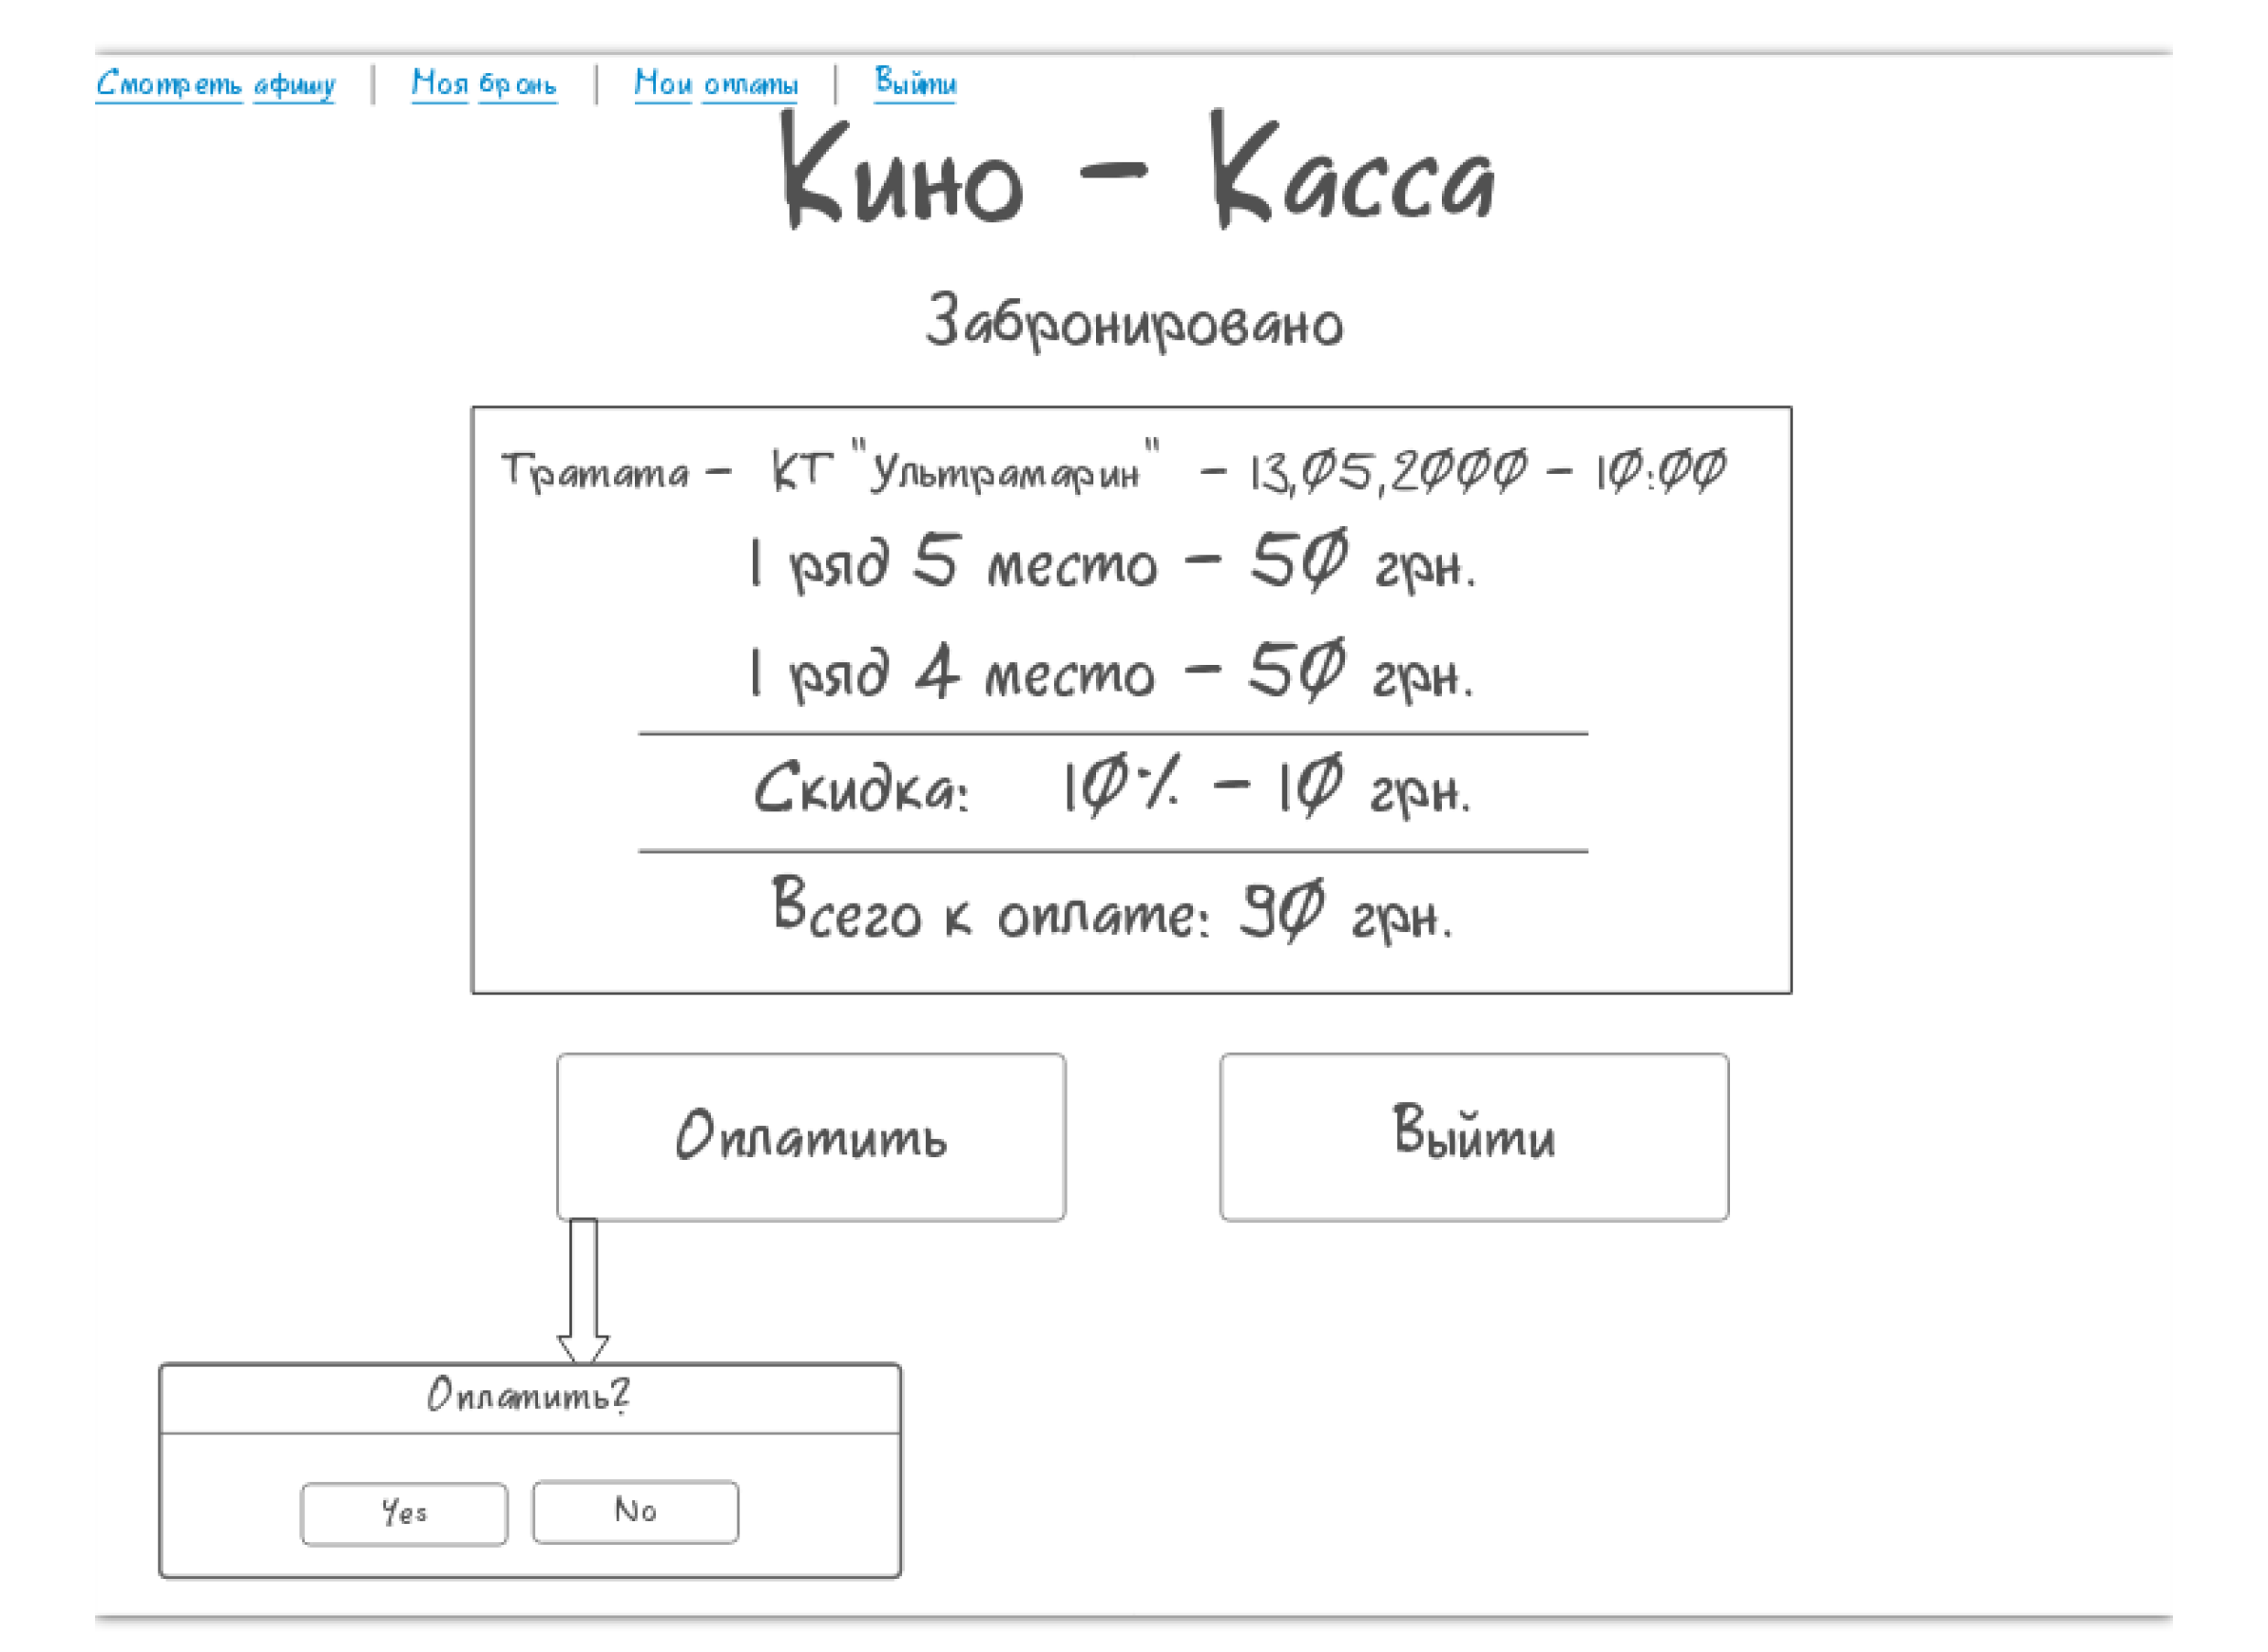 Смотреть афишу | Моя бронь | Мои оплаты | Выйти
Кино - Касса
Забронировано
Тратата - КТ "Ультрамарин" - 13,05,2000 - 10:00
1 ряд 5 место - 50 грн.
1 ряд 4 место - 50 грн.
Скидка: 10% - 10 грн.
Всего к оплате: 90 грн.
Оплатить
Выйти
Оплатить?
Yes
No